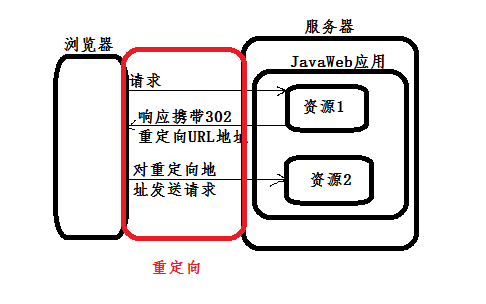 服务器
浏览器
JavaWeb应用
请求
资源1
响应携带302
重定向URL地址
对重定向地
址发送请求
资源2
重定向